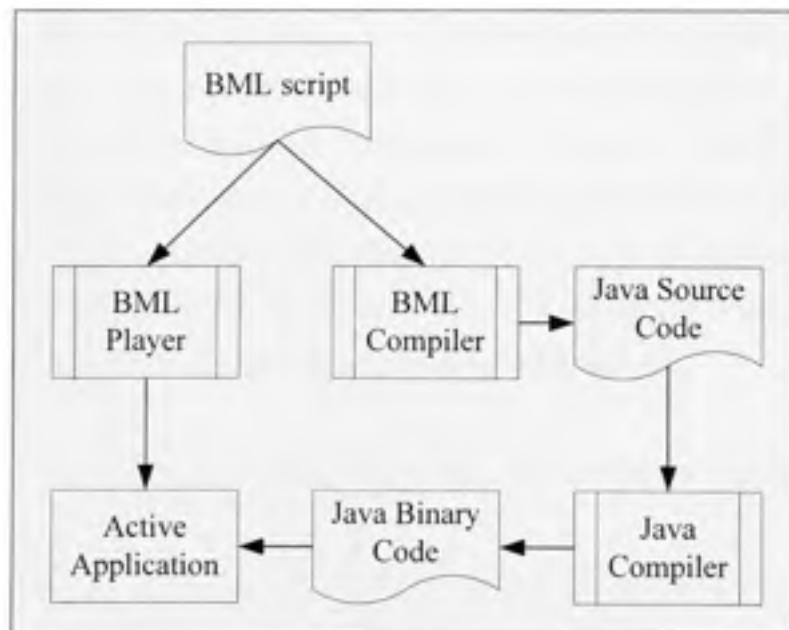 BML script
BML
Player
BML
Compiler
Java Source
Code
Active
Application
Java Binary
Code
Java
Compiler